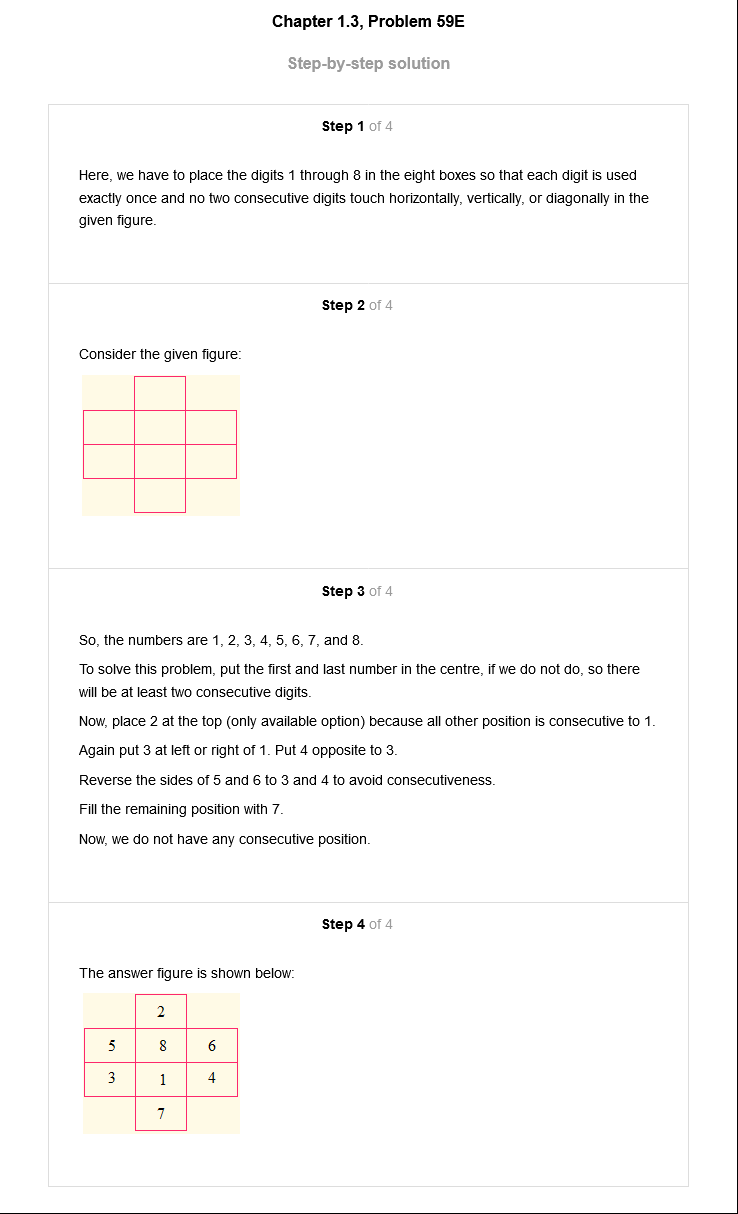 Chapter 1.3, Problem 59E
Step-by-step solution
Step 1 of 4
Here, we have to place the digits 1 through 8 in the eight boxes so that each digit is used
exactly once and no two consecutive digits touch horizontally, vertically, or diagonally in the
given figure.
Step 2 of 4
Consider the given figure:
Step 3 of 4
So, the numbers are 1, 2, 3, 4, 5, 6, 7, and 8.
To solve this problem, put the first and last number in the centre, if we do not do, so there
will be at least two consecutive digits.
Now, place 2 at the top (only available option) because all other position is consecutive to 1.
Again put 3 at left or right of 1. Put 4 opposite to 3.
Reverse the sides of 5 and 6 to 3 and 4 to avoid consecutiveness.
Fill the remaining position with 7.
Now, we do not have any consecutive position.
Step 4 of 4
The answer figure is shown below:
2
5 8 6
3 1 4
7